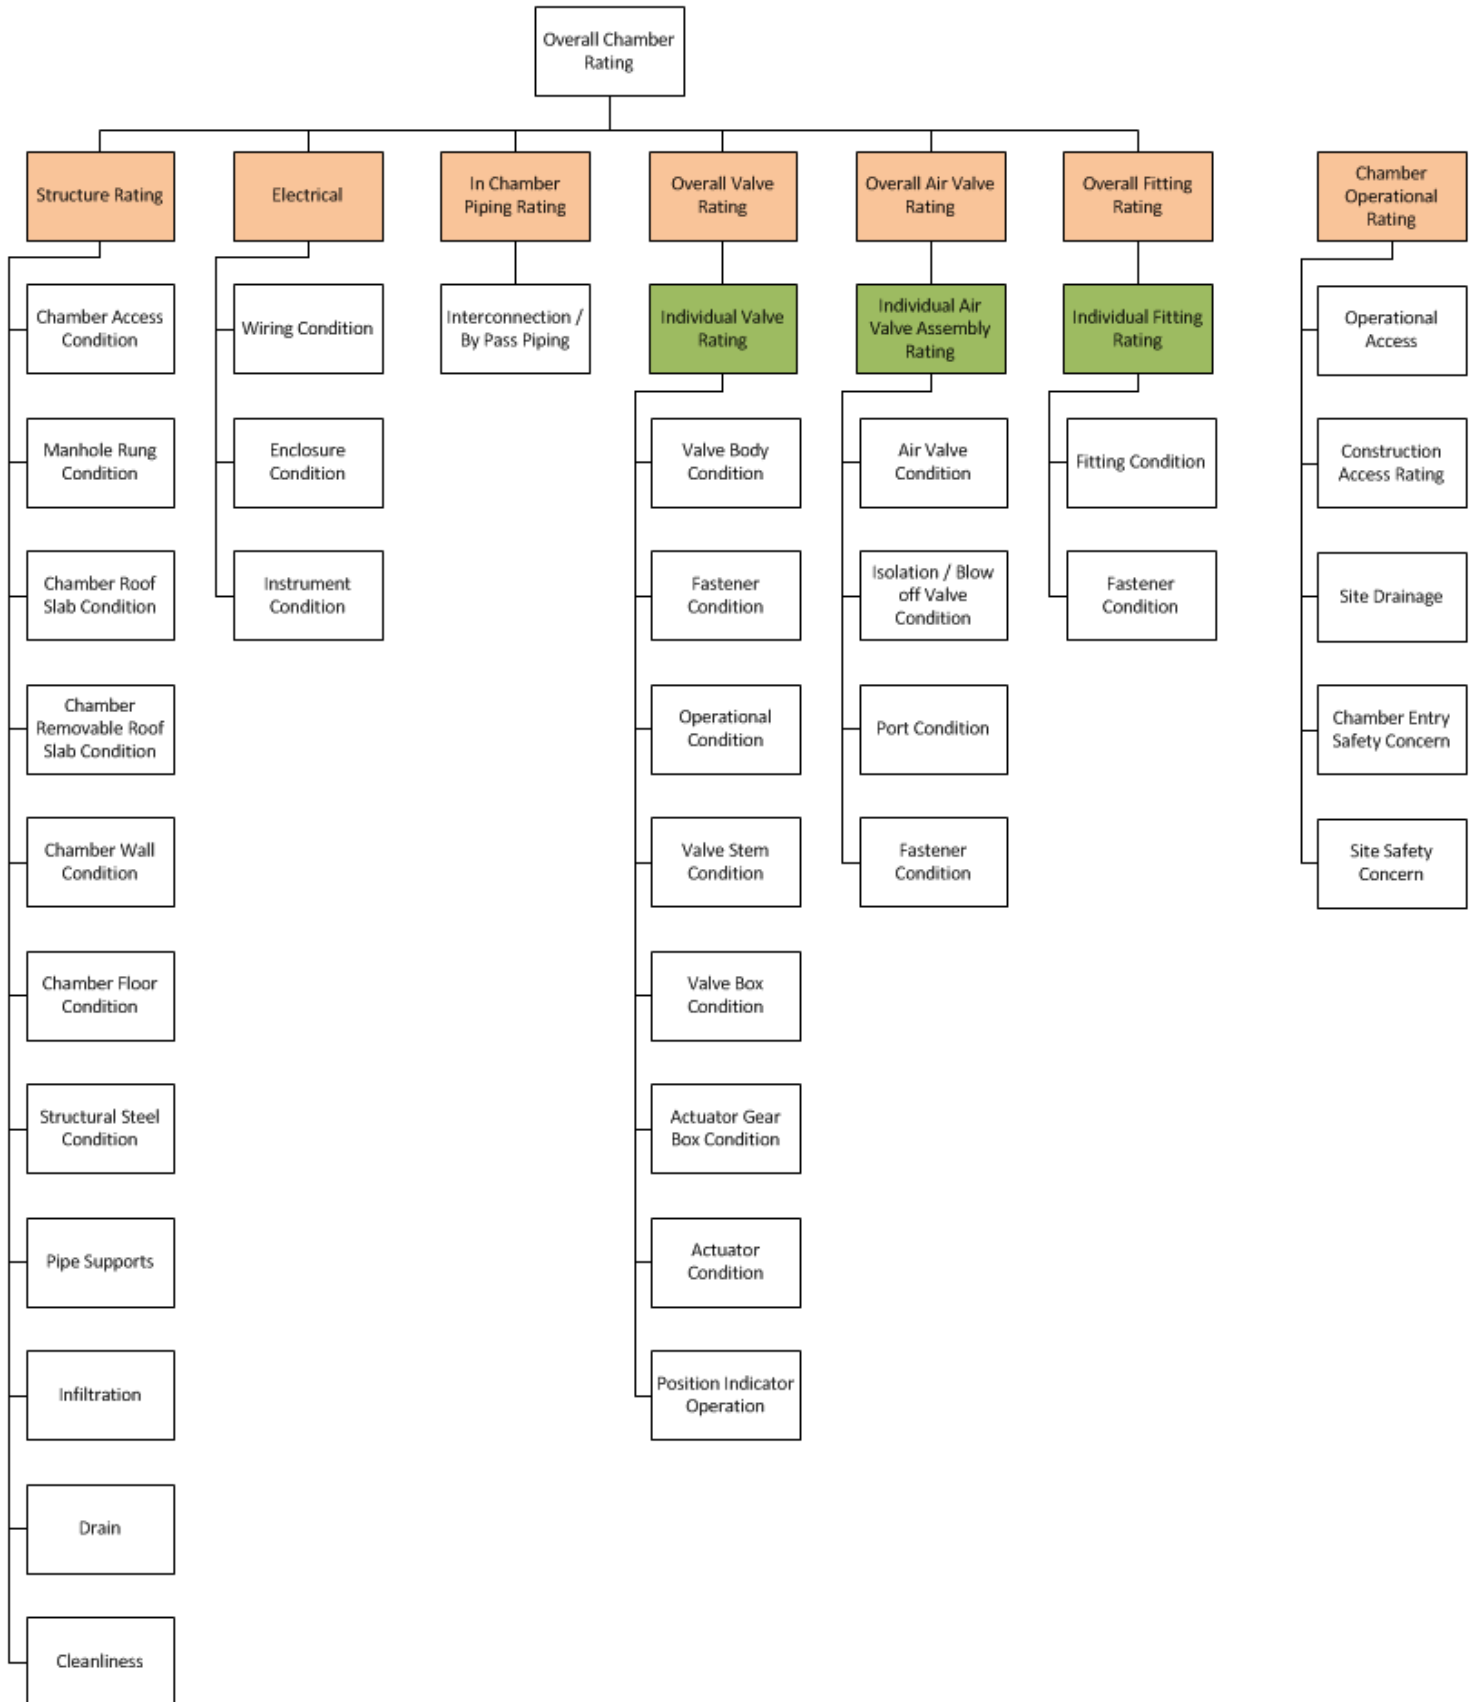 Overall Chamber
Rating
Structure Rating
Electrical
In Chamber
Piping Rating
Overall Valve
Rating
Overall Air Valve
Rating
Overall Fitting
Rating
Chamber
Operational
Rating
Chamber Access
Condition
Manhole Rung
Condition
Chamber Roof
Slab Condition
Chamber
Removable Roof
Slab Condition
Chamber Wall
Condition
Chamber Floor
Condition
Structural Steel
Condition
Pipe Supports
Infiltration
Drain
Cleanliness
Wiring Condition
Enclosure
Condition
Instrument
Condition
Interconnection /
By Pass Piping
Individual Valve
Rating
Valve Body
Condition
Fastener
Condition
Operational
Condition
Valve Stem
Condition
Valve Box
Condition
Actuator Gear
Box Condition
Actuator
Condition
Position Indicator
Operation
Individual Air
Valve Assembly
Rating
Air Valve
Condition
Isolation / Blow
off Valve
Condition
Port Condition
Fastener
Condition
Individual Fitting
Rating
Fitting Condition
Fastener
Condition
Operational
Access
Construction
Access Rating
Site Drainage
Chamber Entry
Safety Concern
Site Safety
Concern